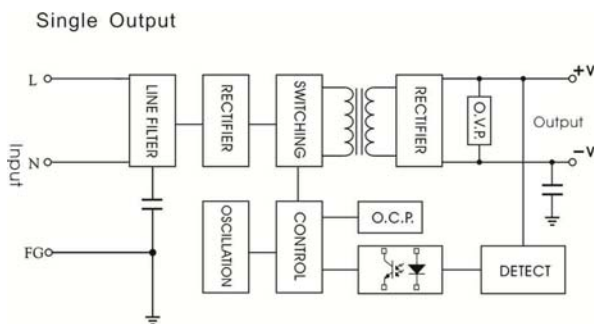 Single Output
L
N
FG
Input
LINE FILTER
RECTIFIER
SWITCHING
RECTIFIER
O.V.P.
+V
Output
-V
OSCILLATION
CONTROL
O.C.P.
DETECT